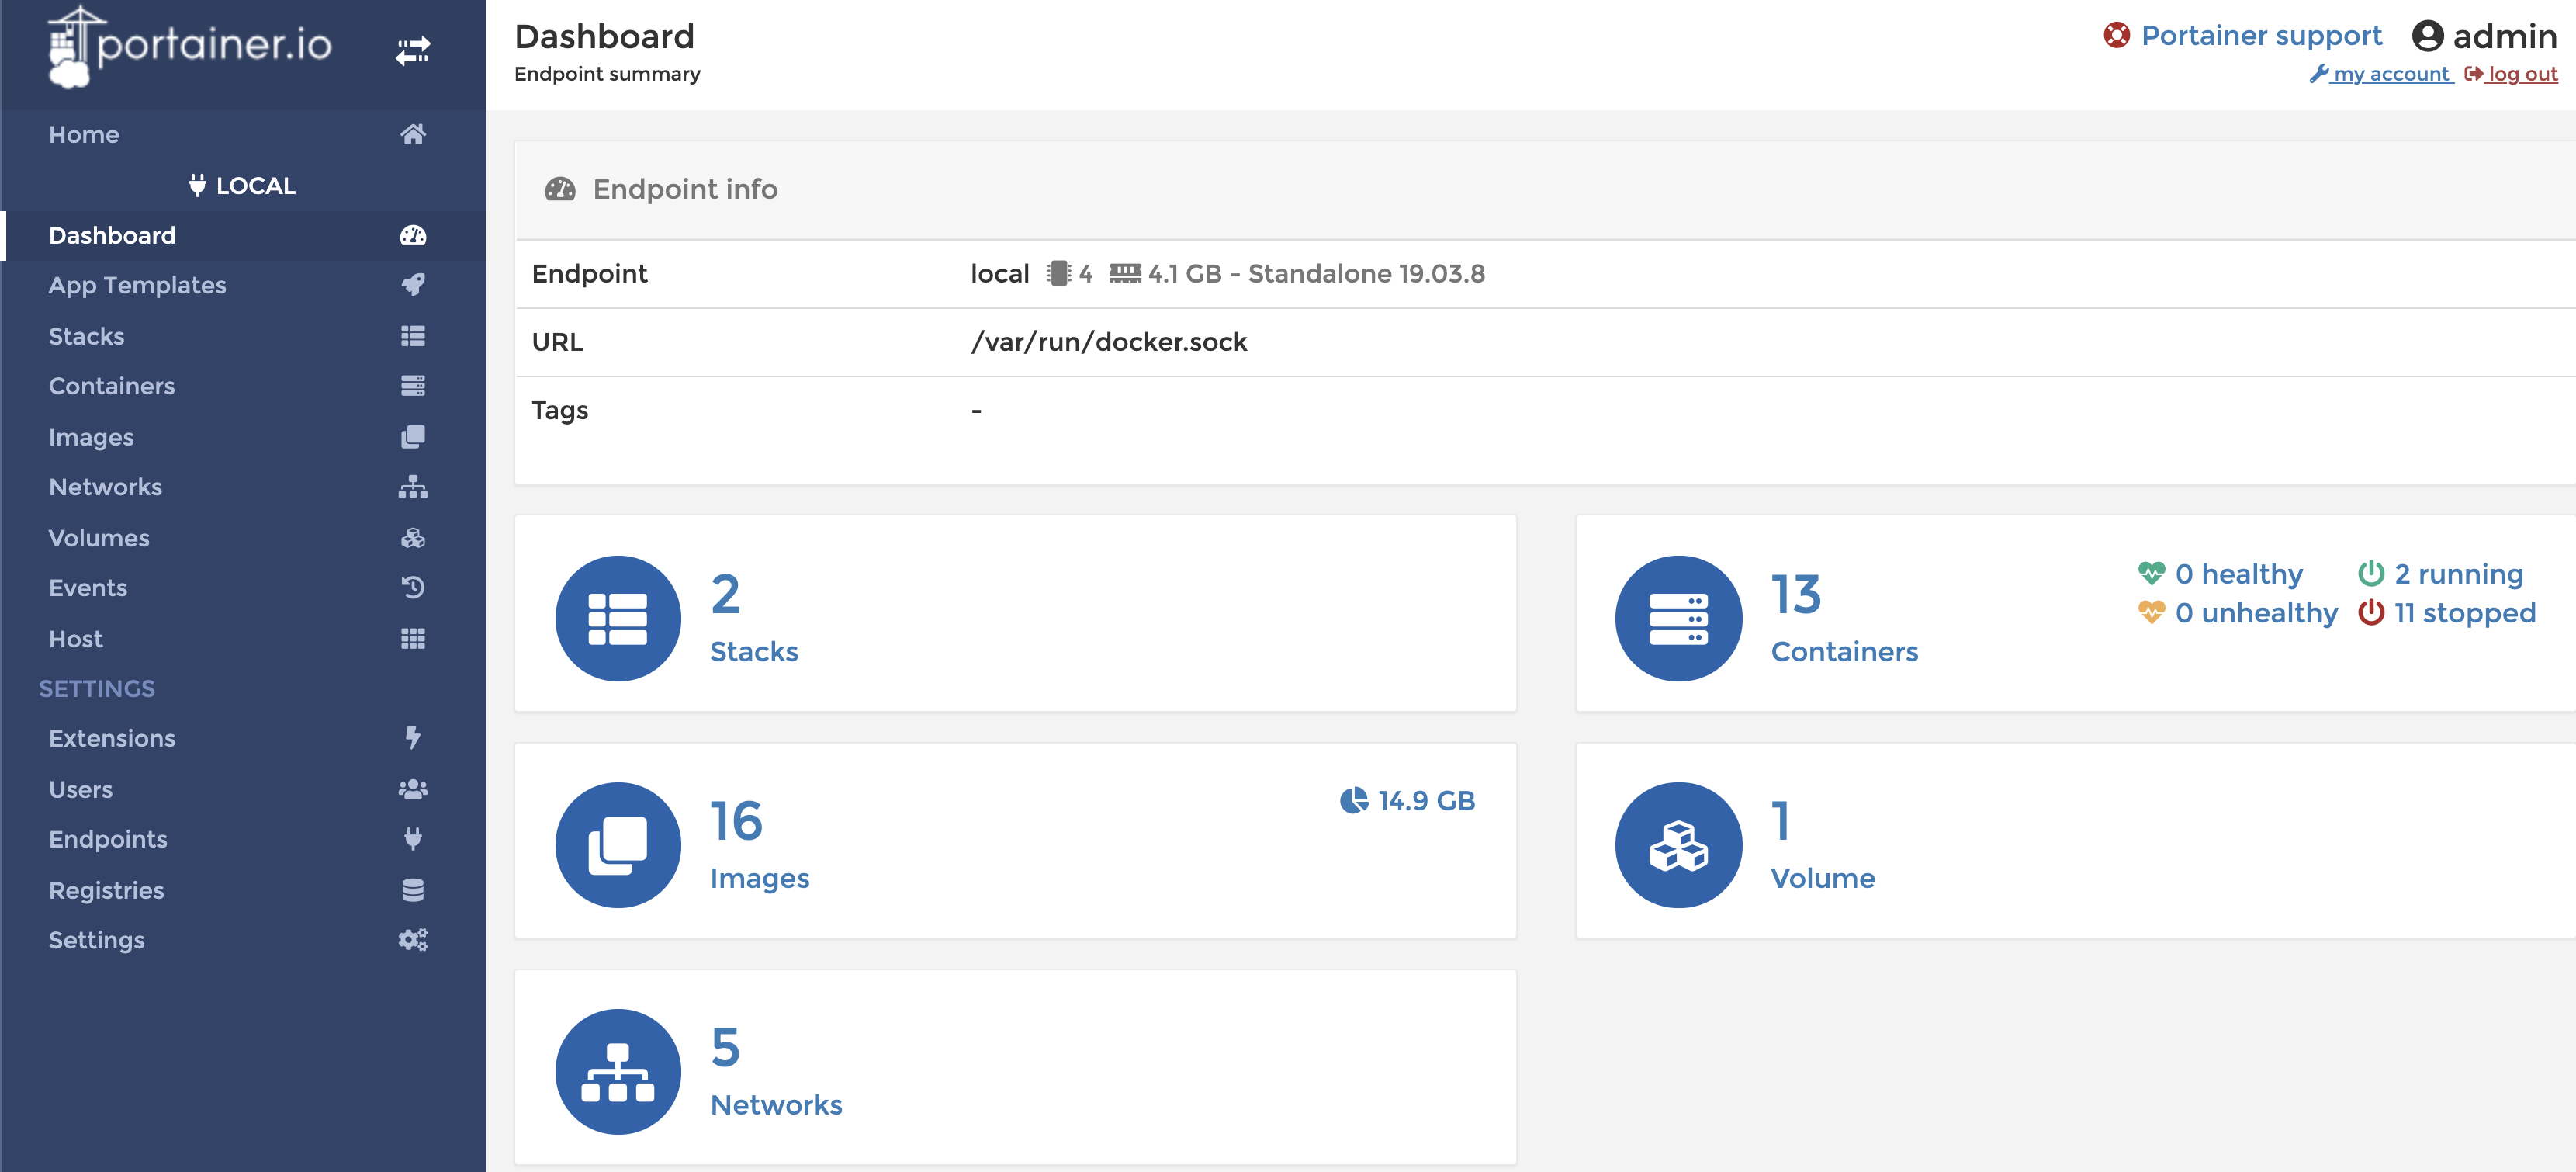 portainer.io
Home
LOCAL
Dashboard
App Templates
Stacks
Containers
Images
Networks
Volumes
Events
Host
SETTINGS
Extensions
Users
Endpoints
Registries
Settings
Dashboard
Endpoint summary
Portainer support
admin
my account
log out
Endpoint info
Endpoint local 4 4.1 GB - Standalone 19.03.8
URL /var/run/docker.sock
Tags -
2
Stacks
13
Containers
0 healthy 2 running
0 unhealthy 11 stopped
16
Images
14.9 GB
1
Volume
5
Networks